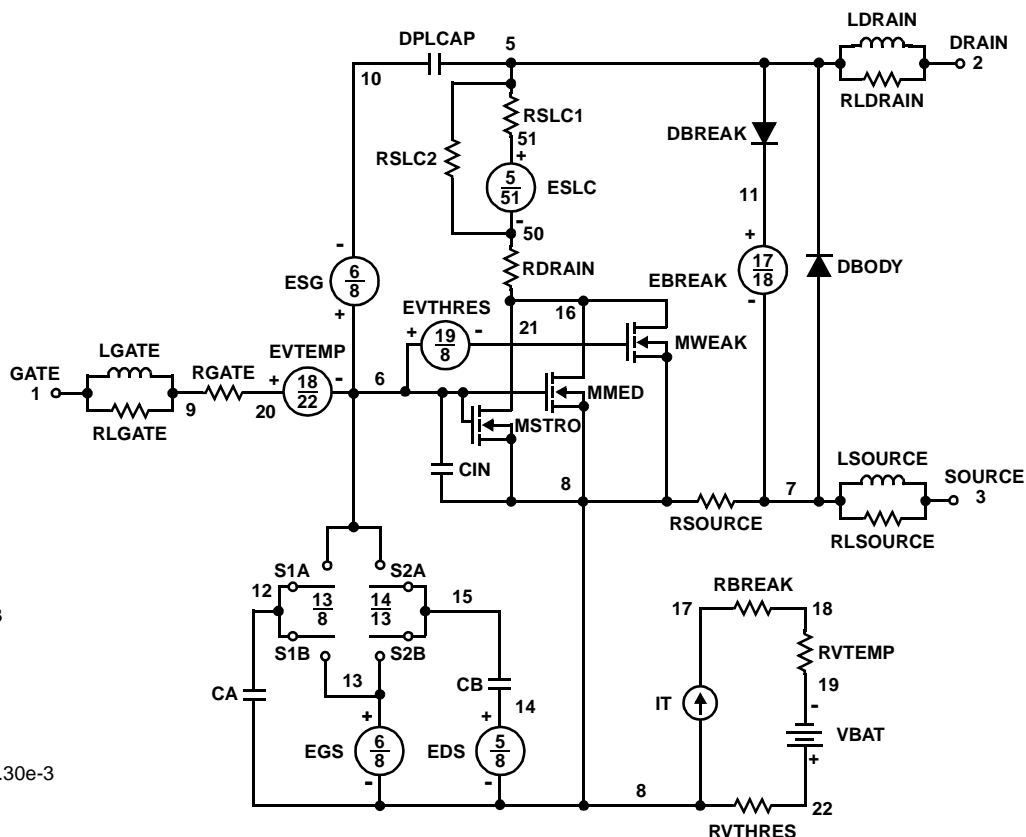 LDRAIN
DPLCAP 5 DRAIN
10 2
RLDRAIN
RSLC1
DBREAK
51
RSLC2 +
5
51
ESLC
11
-
50
-
+
17
18
EBREAK
DBODY
RDRAIN
6
8
ESG
EVTHRES
16
-
+
+
19
8
-
21
MWEAK
LGATE
EVTEMP
GATE
1
RGATE
+
18
22
-
6
MMED
9
20
RLGATE
MSTRO
CIN
LSOURCE
8
7
SOURCE
3
RSOURCE
RLSOURCE
S1A
S2A
12
13
8
14
13
15
RBREAK
17
18
S1B
S2B
RVTEMP
13
CB
19
CA
14
IT
-
+
+
VBAT
EGS
6
8
EDS
5
8
+
-
-
8
22
RVTHRES
.30e-3